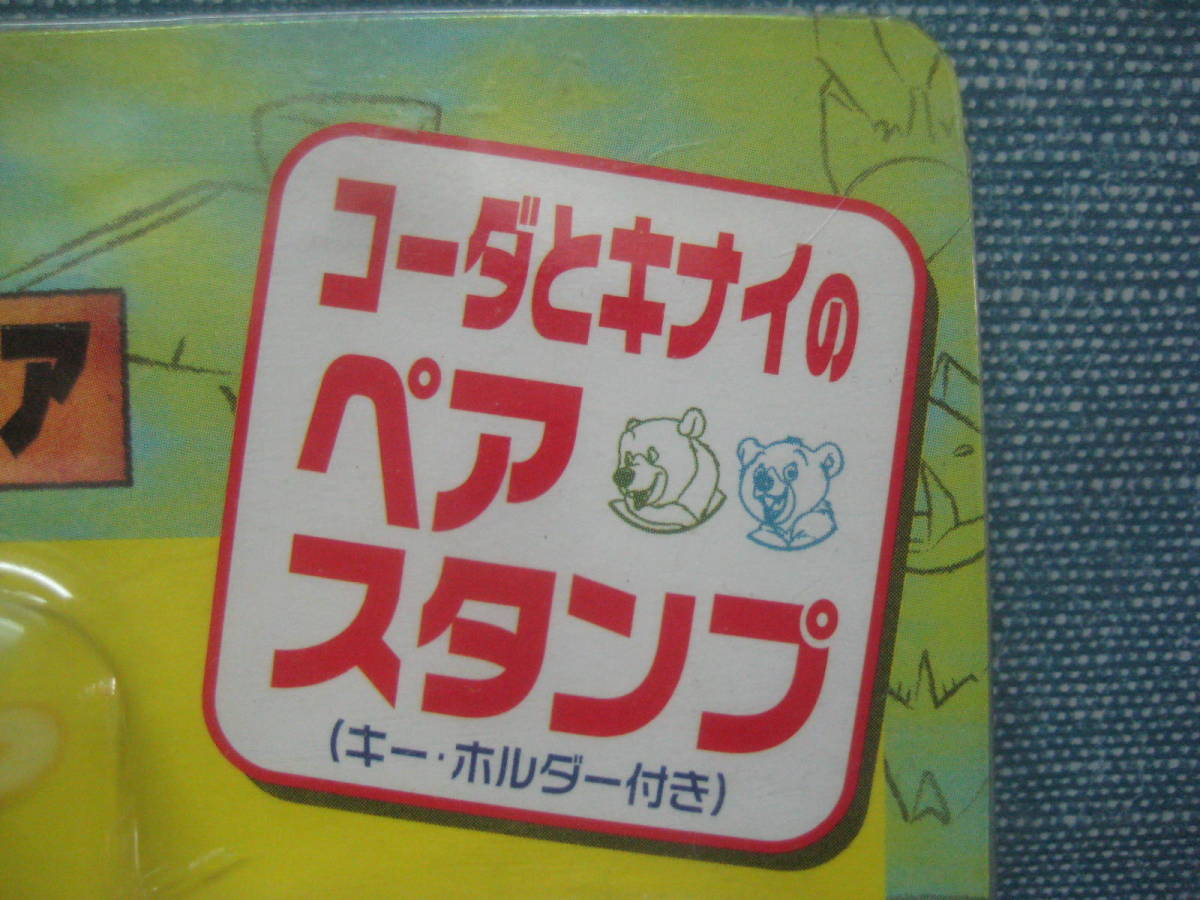 コーダとキナイの
ペア
スタンプ
(キー・ホルダー付き)
ア